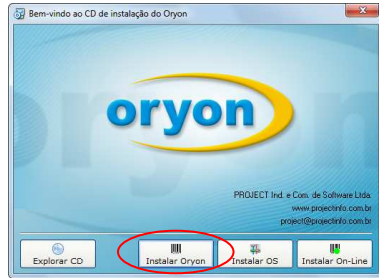 Bem-vindo ao CD de instalação do Oryon
oryon
PROJECT Ind. e Com. de Software Ltda.
www.projectinfo.com.br
project@projectinfo.com.br
Explorar CD
Instalar Oryon
Instalar OS
Instalar On-Line